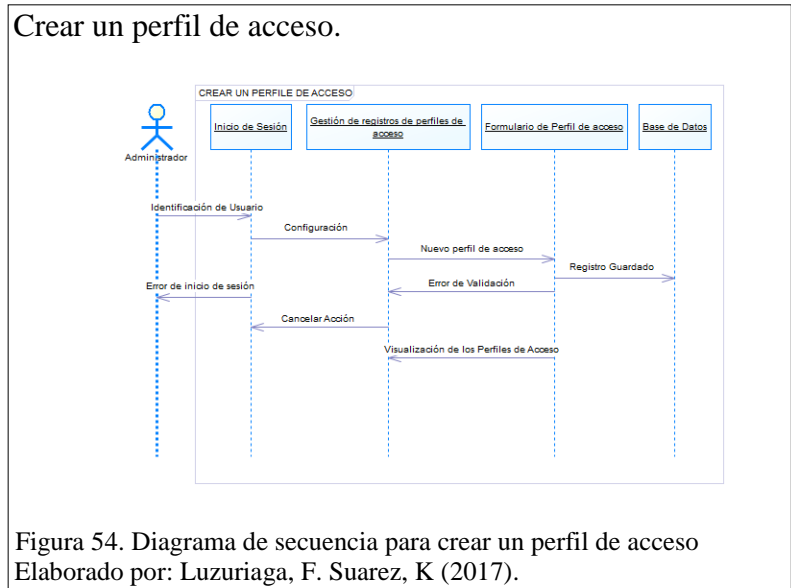 Crear un perfil de acceso.
CREAR UN PERFILE DE ACCESO
Inicio de Sesión
Gestión de registros de perfiles de
acceso
Formulario de Perfil de acceso
Base de Datos
Administrador
Identificación de Usuario
Configuración
Nuevo perfil de acceso
Registro Guardado
Error de inicio de sesión
Error de Validación
Cancelar Acción
Visualización de los Perfiles de Acceso
Figura 54. Diagrama de secuencia para crear un perfil de acceso
Elaborado por: Luzuriaga, F. Suarez, K (2017).